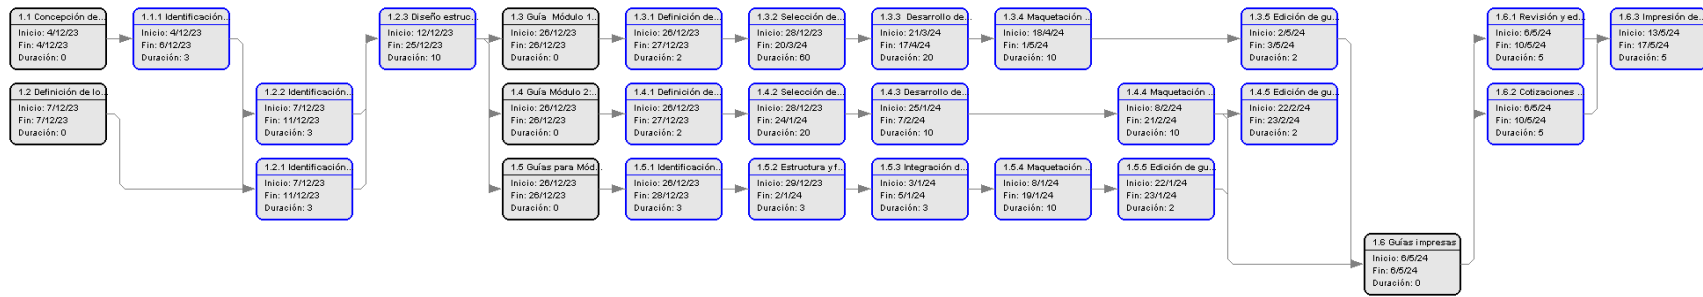 1.1 Concepción de...
Inicio: 4/12/23
Fin: 4/12/23
Duración: 0
1.1.1 Identificación...
Inicio: 4/12/23
Fin: 6/12/23
Duración: 3
1.2.3 Diseño estruc...
Inicio: 12/12/23
Fin: 25/12/23
Duración: 10
1.3 Guía Módulo 1...
Inicio: 26/12/23
Fin: 26/12/23
Duración: 0
1.3.1 Definición de...
Inicio: 26/12/23
Fin: 27/12/23
Duración: 2
1.3.2 Selección de...
Inicio: 28/12/23
Fin: 20/3/24
Duración: 60
1.3.3 Desarrollo de...
Inicio: 21/3/24
Fin: 17/4/24
Duración: 20
1.3.4 Maquetación ...
Inicio: 18/4/24
Fin: 1/5/24
Duración: 10
1.3.5 Edición de gu...
Inicio: 2/5/24
Fin: 3/5/24
Duración: 2
1.6.1 Revisión y ed...
Inicio: 6/5/24
Fin: 10/5/24
Duración: 5
1.6.3 Impresión de...
Inicio: 13/5/24
Fin: 17/5/24
Duración: 5
1.2 Definición de lo...
Inicio: 7/12/23
Fin: 7/12/23
Duración: 0
1.2.2 Identificación...
Inicio: 7/12/23
Fin: 11/12/23
Duración: 3
1.4 Guía Módulo 2:...
Inicio: 26/12/23
Fin: 26/12/23
Duración: 0
1.4.1 Definición de...
Inicio: 26/12/23
Fin: 27/12/23
Duración: 2
1.4.2 Selección de...
Inicio: 28/12/23
Fin: 24/1/24
Duración: 20
1.4.3 Desarrollo de...
Inicio: 25/1/24
Fin: 7/2/24
Duración: 10
1.4.4 Maquetación ...
Inicio: 8/2/24
Fin: 21/2/24
Duración: 10
1.4.5 Edición de gu...
Inicio: 22/2/24
Fin: 23/2/24
Duración: 2
1.6.2 Cotizaciones ...
Inicio: 6/5/24
Fin: 10/5/24
Duración: 5
1.2.1 Identificación...
Inicio: 7/12/23
Fin: 11/12/23
Duración: 3
1.5 Guías para Mód...
Inicio: 26/12/23
Fin: 26/12/23
Duración: 0
1.5.1 Identificación...
Inicio: 26/12/23
Fin: 28/12/23
Duración: 3
1.5.2 Estructura y f...
Inicio: 29/12/23
Fin: 2/1/24
Duración: 3
1.5.3 Integración d...
Inicio: 3/1/24
Fin: 5/1/24
Duración: 3
1.5.4 Maquetación ...
Inicio: 8/1/24
Fin: 19/1/24
Duración: 10
1.5.5 Edición de gu...
Inicio: 22/1/24
Fin: 23/1/24
Duración: 2
1.6 Guías impresas
Inicio: 6/5/24
Fin: 6/5/24
Duración: 0